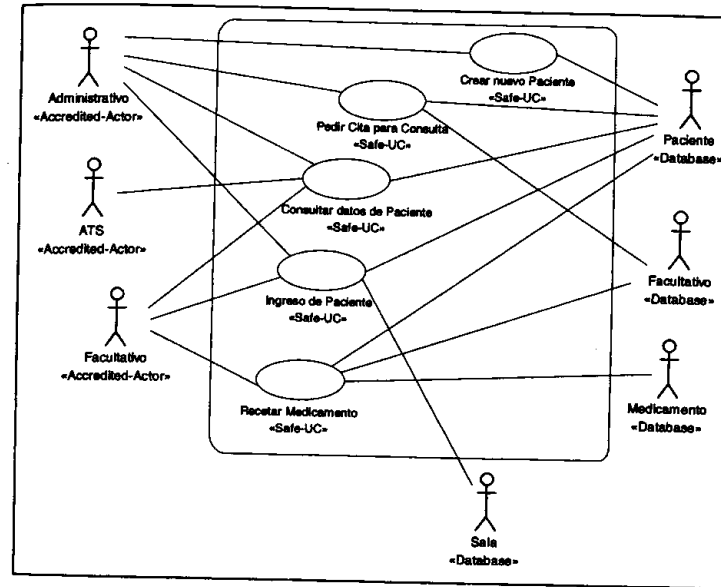 Administrativo
«Accredited-Actor»
ATS
«Accredited-Actor»
Facultativo
«Accredited-Actor»
Crear nuevo Paciente
«Safe-UC»
Pedir Cita para Consulta
«Safe-UC»
Consultar datos de Paciente
«Safe-UC»
Ingreso de Paciente
«Safe-UC»
Recetar Medicamento
«Safe-UC»
Paciente
«Database»
Facultativo
«Database»
Medicamento
«Database»
Sala
«Database»